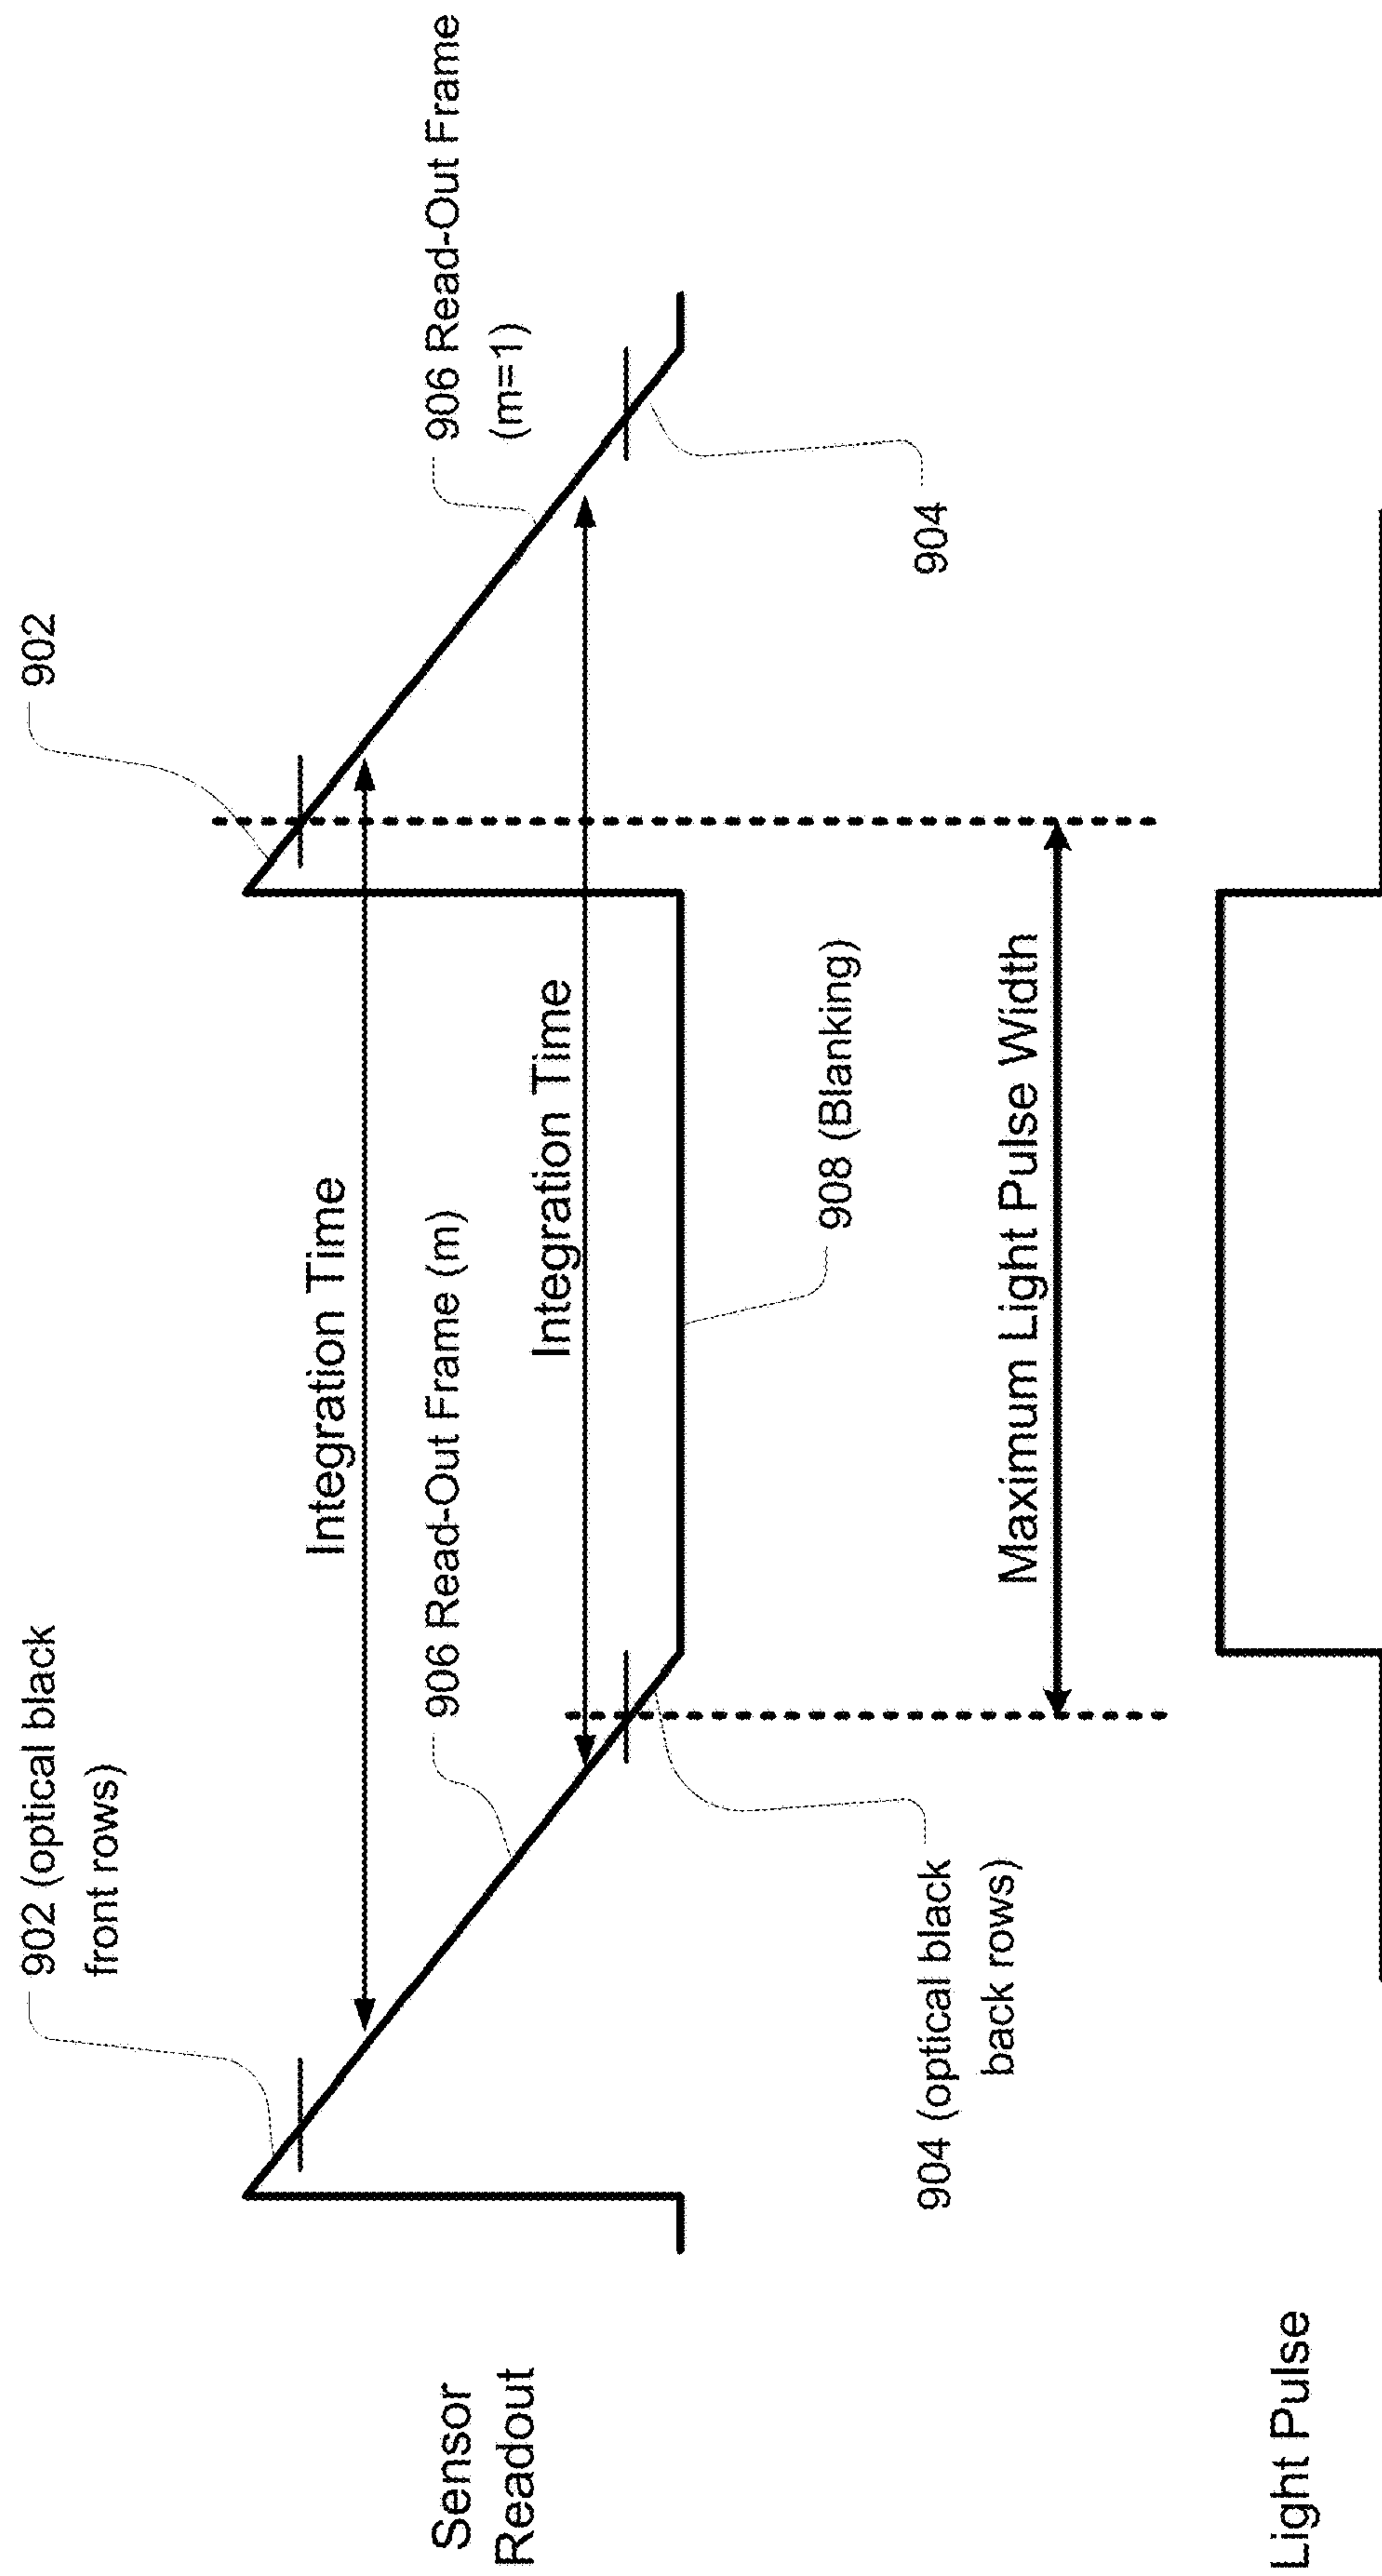 902 (optical black
front rows)
902
Integration Time
906 Read-Out Frame (m)
906 Read-Out Frame
(m=1)
Sensor
Readout
Integration Time
908 (Blanking)
904 (optical black
back rows)
904
Maximum Light Pulse Width
Light Pulse